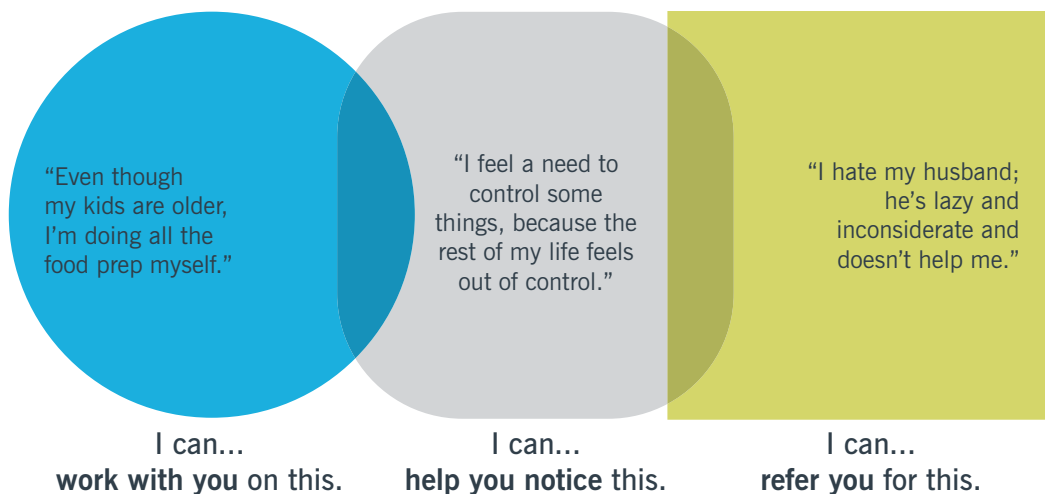 “Even though
my kids are older,
I’m doing all the
food prep myself.”
“I feel a need to
control some
things, because the
rest of my life feels
out of control.”
“I hate my husband;
he’s lazy and
inconsiderate and
doesn’t help me.”
I can...
work with you on this.
I can...
help you notice this.
I can...
refer you for this.